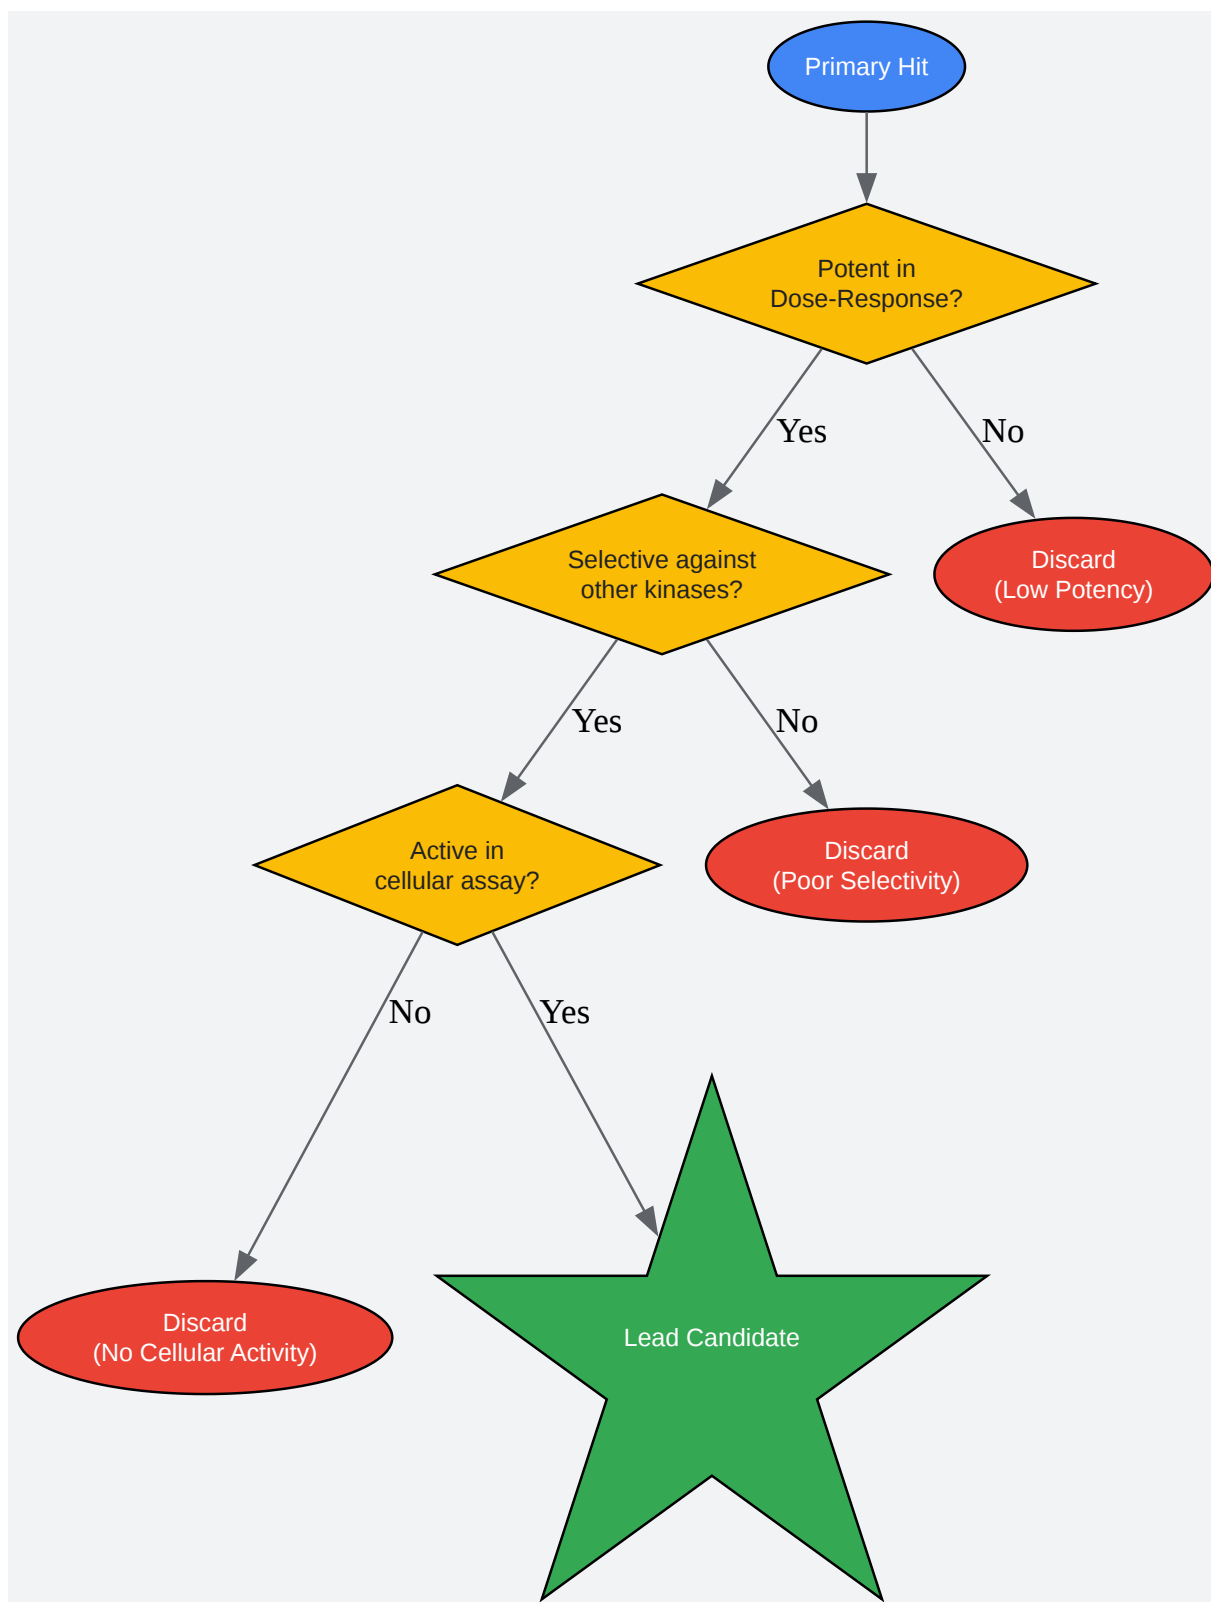 Primary Hit
Potent in
Dose-Response?
Yes
No
Selective against
other kinases?
Discard
(Low Potency)
Yes
No
Active in
cellular assay?
Discard
(Poor Selectivity)
No
Yes
Discard
(No Cellular Activity)
Lead Candidate